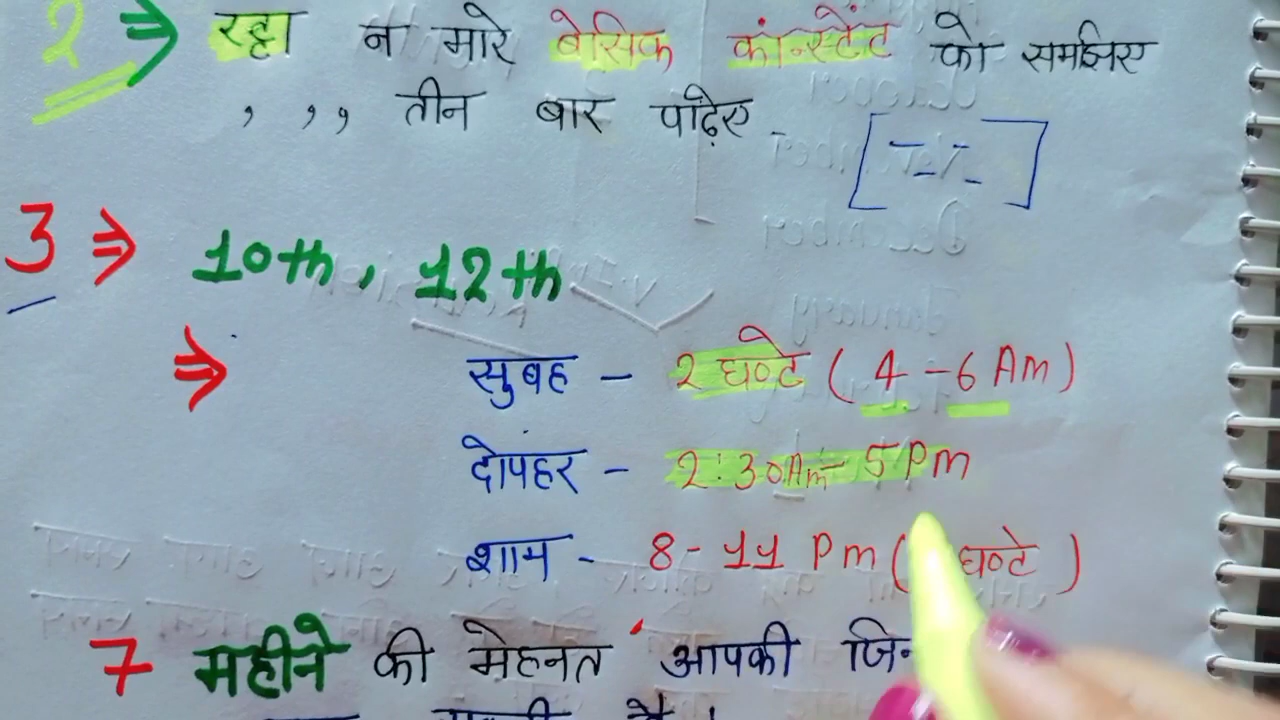 2 ⇒ रट्टा न मारे बेसिक कॉन्स्टेंट को समझिए
, , , तीन बार पढ़िए
3 ⇒ 10th, 12th
⇒ सुबह - 2 घण्टे (4 - 6 Am)
दोपहर - 2:30Am- 5 Pm
शाम - 8- 11 Pm ( घण्टे )
7 महीने की मेहनत आपकी